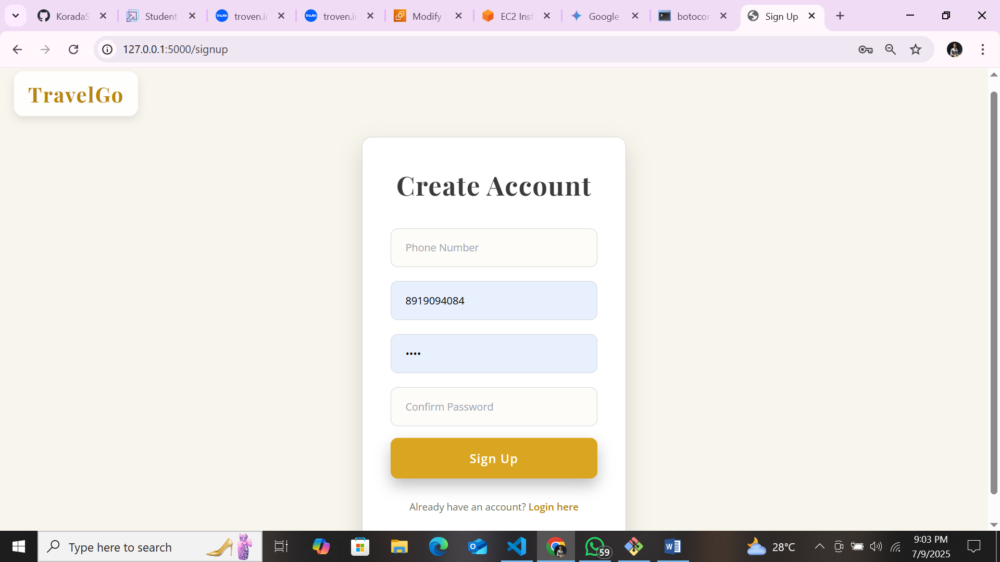 KoradaS
Student
troven.in
troven.in
Modify
EC2 Inst
Google
botocor
Sign Up
127.0.0.1:5000/signup
TravelGo
Create Account
Phone Number
8919094084
••••
Confirm Password
Sign Up
Already have an account? Login here
Type here to search
59
28°C
9:03 PM
7/9/2025